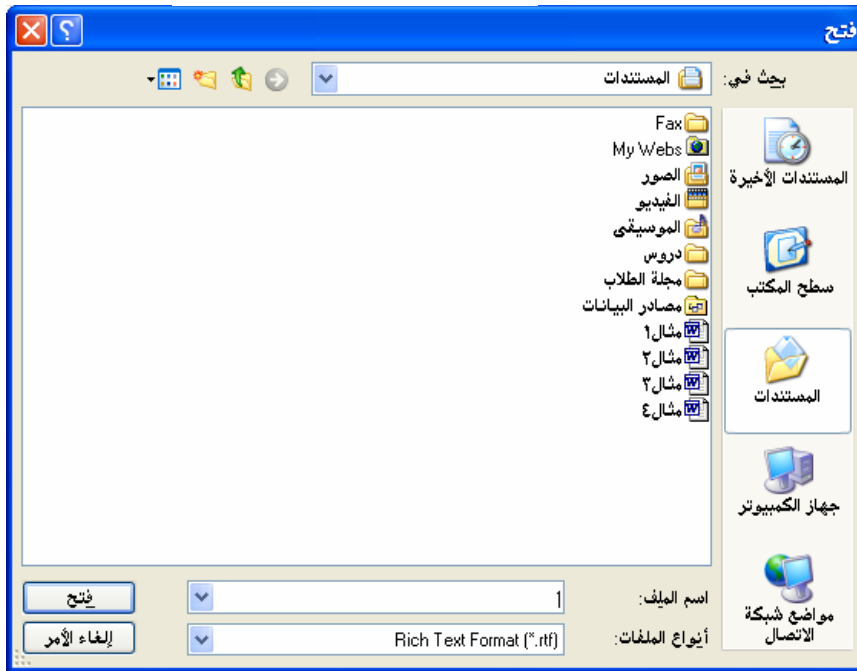 فتح
بحث في:
المستندات
المستندات الأخيرة
سطح المكتب
المستندات
جهاز الكمبيوتر
مواضع شبكة
الاتصال
Fax
My Webs
الصور
الفيديو
الموسيقى
دروس
مجلة الطلاب
مصادر البيانات
مثال١
مثال٢
مثال٣
مثال٤
اسم الملف:
1
فتح
أنواع الملفات:
Rich Text Format (*.rtf)
إلغاء الأمر